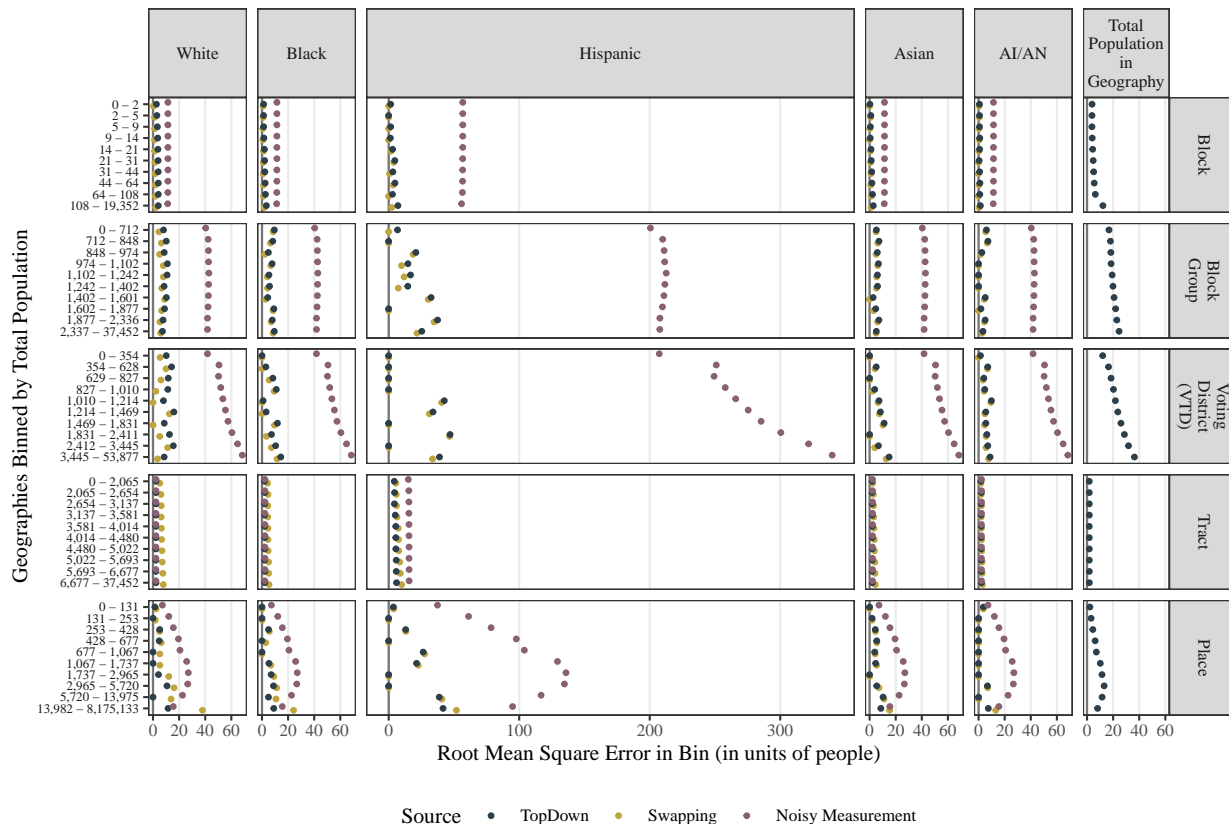 White
Black
Hispanic
Asian
AI/AN
Total
Population
in
Geography
Geographies Binned by Total Population
0 – 2
2 – 5
5 – 9
9 – 14
14 – 21
21 – 31
31 – 44
44 – 64
64 – 108
108 – 19,352
Block
0 – 712
712 – 848
848 – 974
974 – 1,102
1,102 – 1,242
1,242 – 1,402
1,402 – 1,601
1,602 – 1,877
1,877 – 2,336
2,337 – 37,452
Block
Group
0 – 354
354 – 628
629 – 827
827 – 1,010
1,010 – 1,214
1,214 – 1,469
1,469 – 1,831
1,831 – 2,411
2,412 – 3,445
3,445 – 53,877
Voting
District
(VTD)
0 – 2,065
2,065 – 2,654
2,654 – 3,137
3,137 – 3,581
3,581 – 4,014
4,014 – 4,480
4,480 – 5,022
5,022 – 5,693
5,693 – 6,677
6,677 – 37,452
Tract
0 – 131
131 – 253
253 – 428
428 – 677
677 – 1,067
1,067 – 1,737
1,737 – 2,965
2,965 – 5,720
5,720 – 13,975
13,982 – 8,175,133
Place
0 20 40 60 0 20 40 60 0 100 200 300 0 20 40 60 0 20 40 60 0 20 40 60
Root Mean Square Error in Bin (in units of people)
Source TopDown Swapping Noisy Measurement